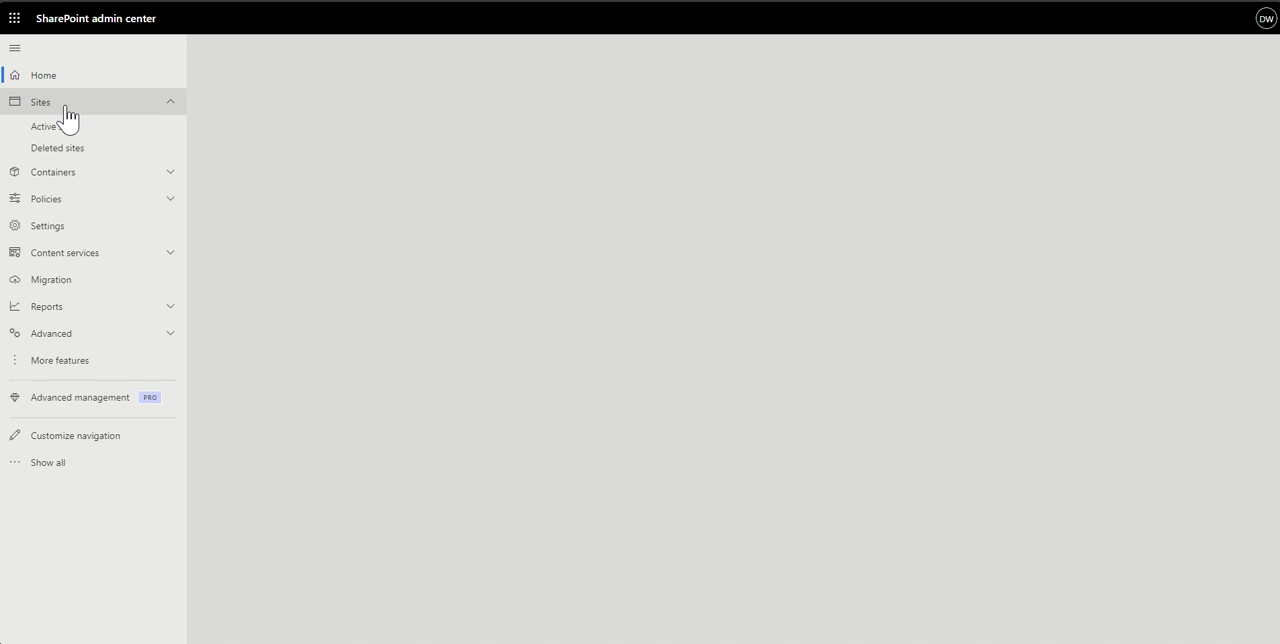 SharePoint admin center
DW
Home
Sites
Active
Deleted sites
Containers
Policies
Settings
Content services
Migration
Reports
Advanced
More features
Advanced management PRO
Customize navigation
Show all